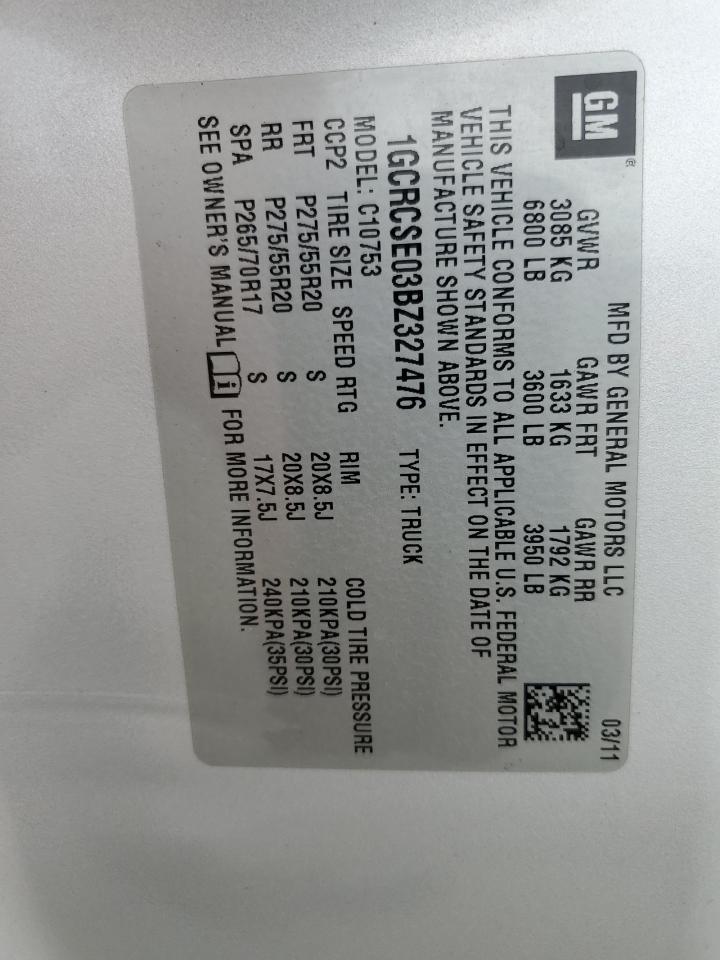 GM
MFD BY GENERAL MOTORS LLC 03/11
GVWR GAWR FRT GAWR RR
3085 KG 1633 KG 1792 KG
6800 LB 3600 LB 3950 LB
THIS VEHICLE CONFORMS TO ALL APPLICABLE U.S. FEDERAL MOTOR
VEHICLE SAFETY STANDARDS IN EFFECT ON THE DATE OF
MANUFACTURE SHOWN ABOVE.
1GCRCSE03BZ327476 TYPE: TRUCK
MODEL: C10753
CCP2 TIRE SIZE SPEED RTG RIM COLD TIRE PRESSURE
FRT P275/55R20 S 20X8.5J 210KPA(30PSI)
RR P275/55R20 S 20X8.5J 210KPA(30PSI)
SPA P265/70R17 S 17X7.5J 240KPA(35PSI)
SEE OWNER'S MANUAL i FOR MORE INFORMATION.